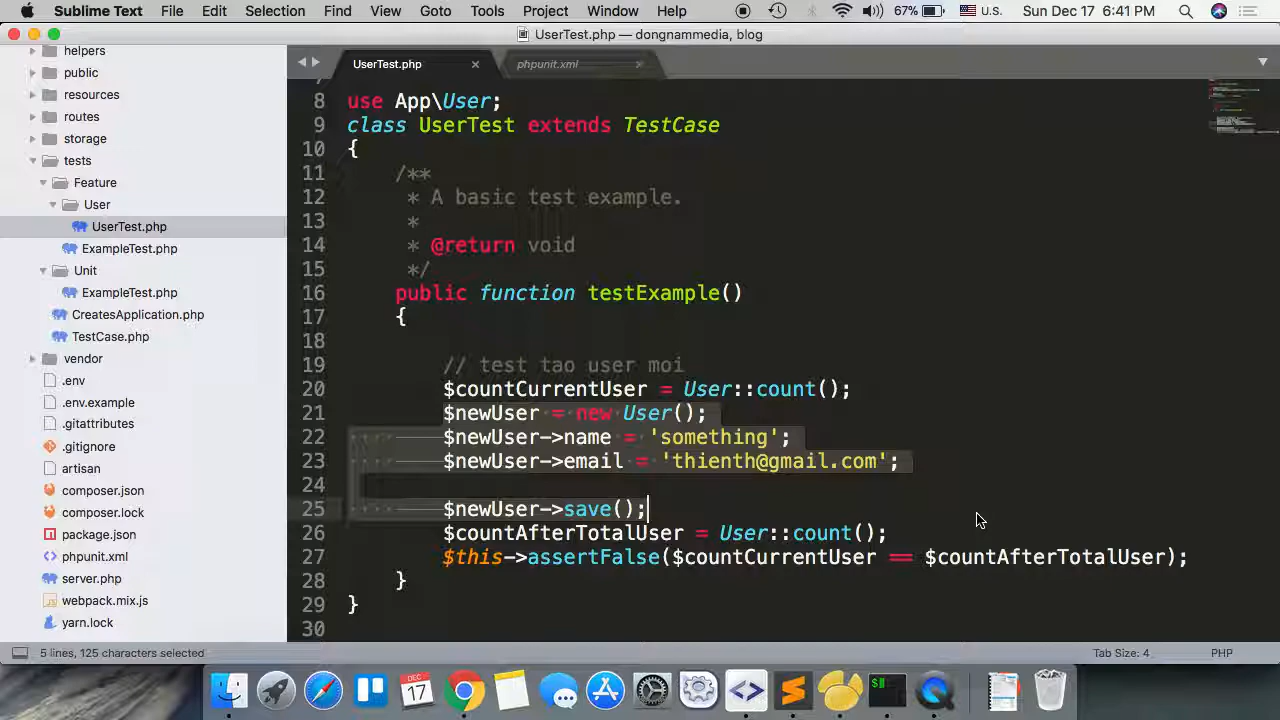 Sublime Text File Edit Selection Find View Goto Tools Project Window Help 67% U.S. Sun Dec 17 6:41 PM
UserTest.php — dongnammedia, blog
helpers
public
resources
routes
storage
tests
Feature
User
UserTest.php
ExampleTest.php
Unit
ExampleTest.php
CreatesApplication.php
TestCase.php
vendor
.env
.env.example
.gitattributes
.gitignore
artisan
composer.json
composer.lock
package.json
phpunit.xml
server.php
webpack.mix.js
yarn.lock
UserTest.php × phpunit.xml ×
8 use App\User;
9 class UserTest extends TestCase
10 {
11 /**
12 * A basic test example.
13 *
14 * @return void
15 */
16 public function testExample()
17 {
18
19 // test tao user moi
20 $countCurrentUser = User::count();
21 $newUser = new User();
22 $newUser->name = 'something';
23 $newUser->email = 'thienth@gmail.com';
24
25 $newUser->save();
26 $countAfterTotalUser = User::count();
27 $this->assertFalse($countCurrentUser == $countAfterTotalUser);
28 }
29 }
30
5 lines, 125 characters selected Tab Size: 4 PHP
DEC
17